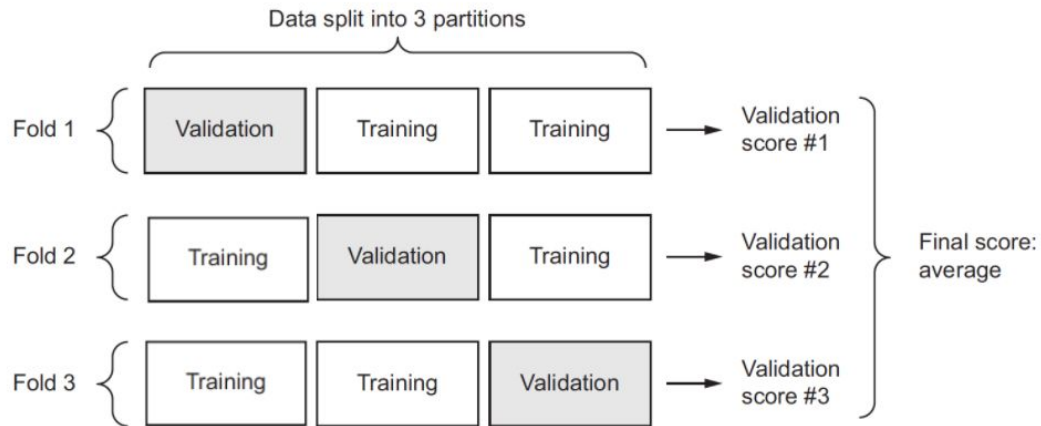 Data split into 3 partitions
Fold 1
Validation
Training
Training
Validation
score #1
Fold 2
Training
Validation
Training
Validation
score #2
Final score:
average
Fold 3
Training
Training
Validation
Validation
score #3